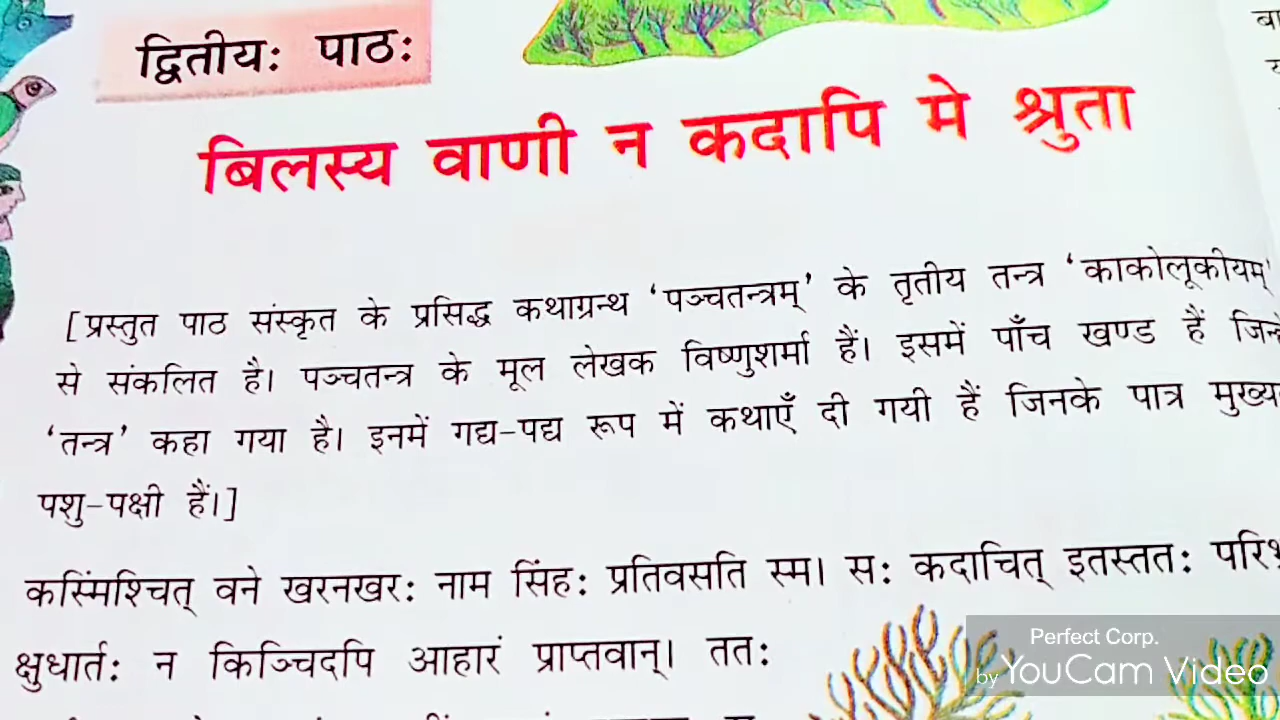 द्वितीयः पाठः
बिलस्य वाणी न कदापि मे श्रुता
[प्रस्तुत पाठ संस्कृत के प्रसिद्ध कथाग्रन्थ ‘पञ्चतन्त्रम्’ के तृतीय तन्त्र ‘काकोलूकीयम्’
से संकलित है। पञ्चतन्त्र के मूल लेखक विष्णुशर्मा हैं। इसमें पाँच खण्ड हैं
‘तन्त्र’ कहा गया है। इनमें गद्य-पद्य रूप में कथाएँ दी गयी हैं जिनके पात्र मुख्य
पशु-पक्षी हैं।]
कस्मिंश्चित् वने खरनखरः नाम सिंहः प्रतिवसति स्म। सः कदाचित् इतस्ततः
क्षुधार्तः न किञ्चिदपि आहारं प्राप्तवान्। ततः
Perfect Corp.
by YouCam Video